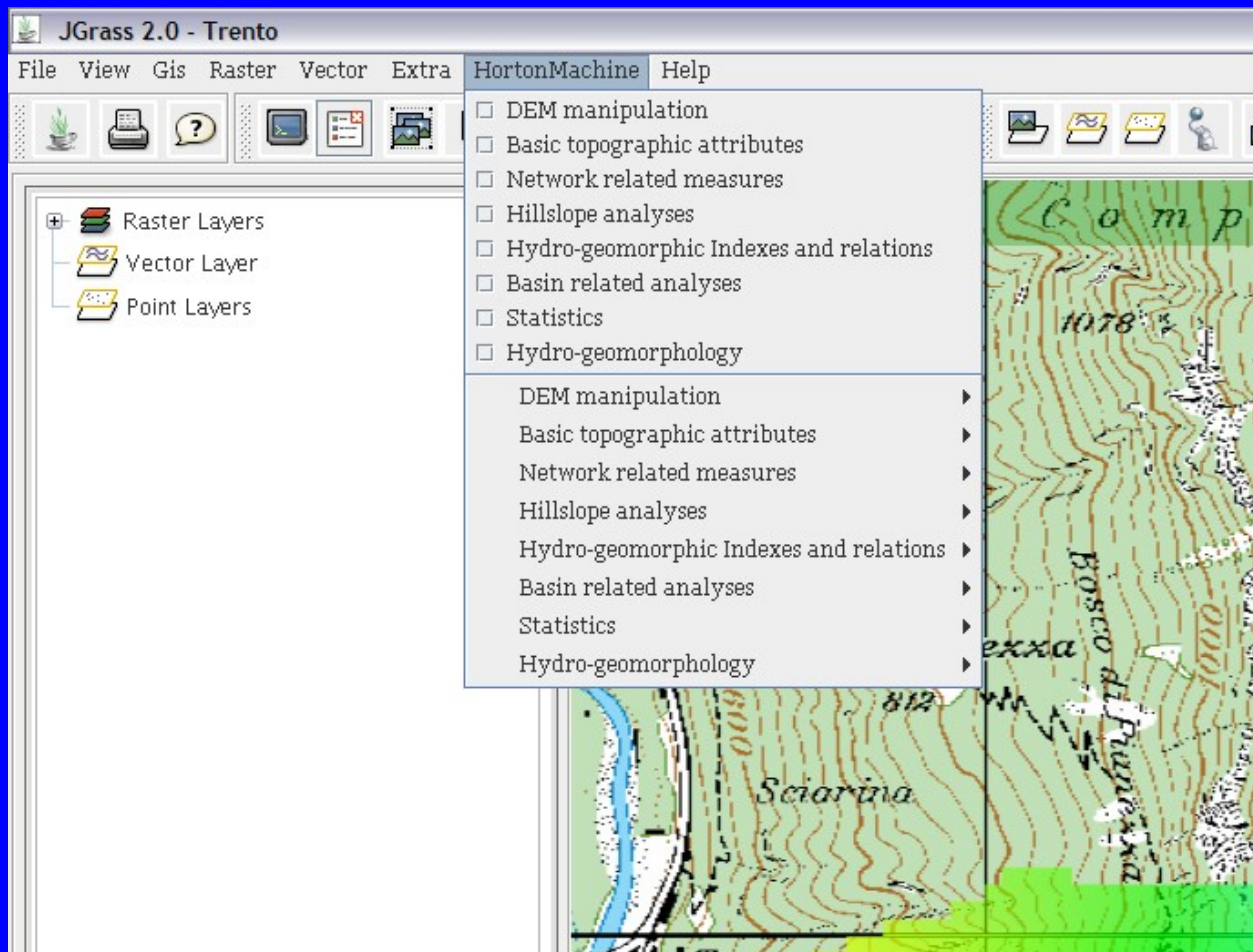 JGrass 2.0 - Trento
File View Gis Raster Vector Extra HortonMachine Help
DEM manipulation
Basic topographic attributes
Network related measures
Hillslope analyses
Hydro-geomorphic Indexes and relations
Basin related analyses
Statistics
Hydro-geomorphology
DEM manipulation
Basic topographic attributes
Network related measures
Hillslope analyses
Hydro-geomorphic Indexes and relations
Basin related analyses
Statistics
Hydro-geomorphology
Raster Layers
Vector Layer
Point Layers
Comp
1078
Bosco di
1000
812
Sciarina